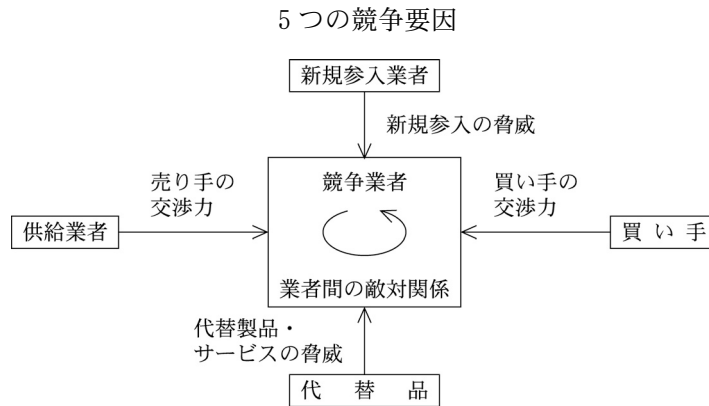 5つの競争要因
新規参入業者
新規参入の脅威
売り手の
交渉力
競争業者
買い手の
交渉力
供給業者
買い手
業者間の敵対関係
代替製品・
サービスの脅威
代替品